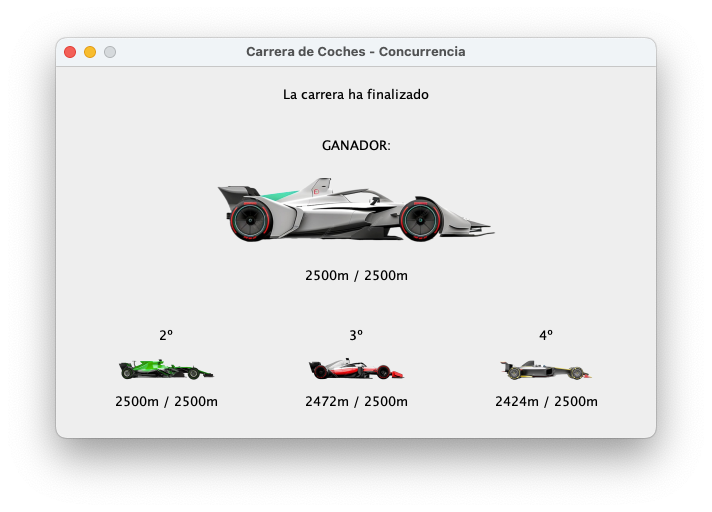 Carrera de Coches - Concurrencia
La carrera ha finalizado
GANADOR:
2500m / 2500m
2º 3º 4º
2500m / 2500m 2472m / 2500m 2424m / 2500m